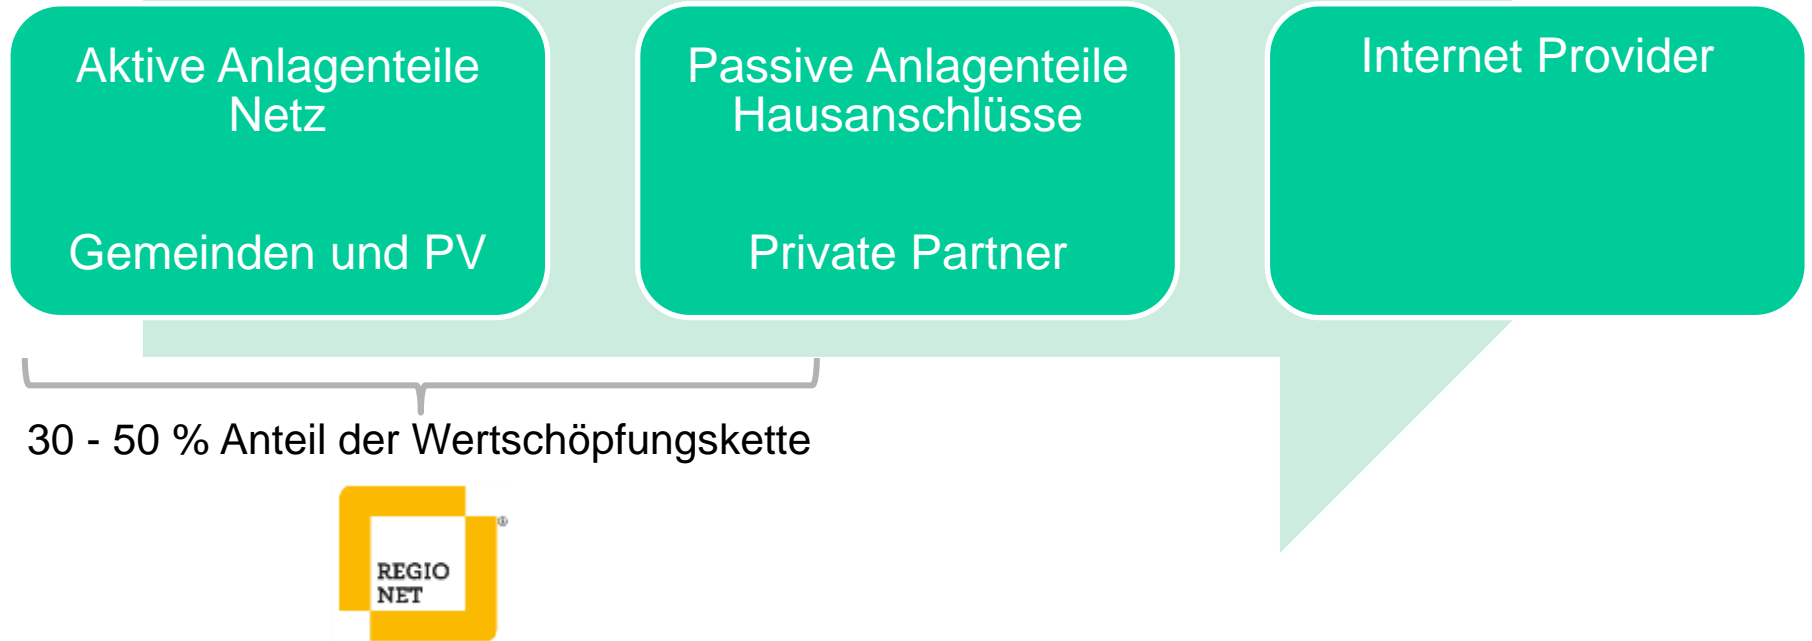 Aktive Anlagenteile
Netz
Gemeinden und PV
Passive Anlagenteile
Hausanschlüsse
Private Partner
Internet Provider
30 - 50 % Anteil der Wertschöpfungskette
REGIO
NET